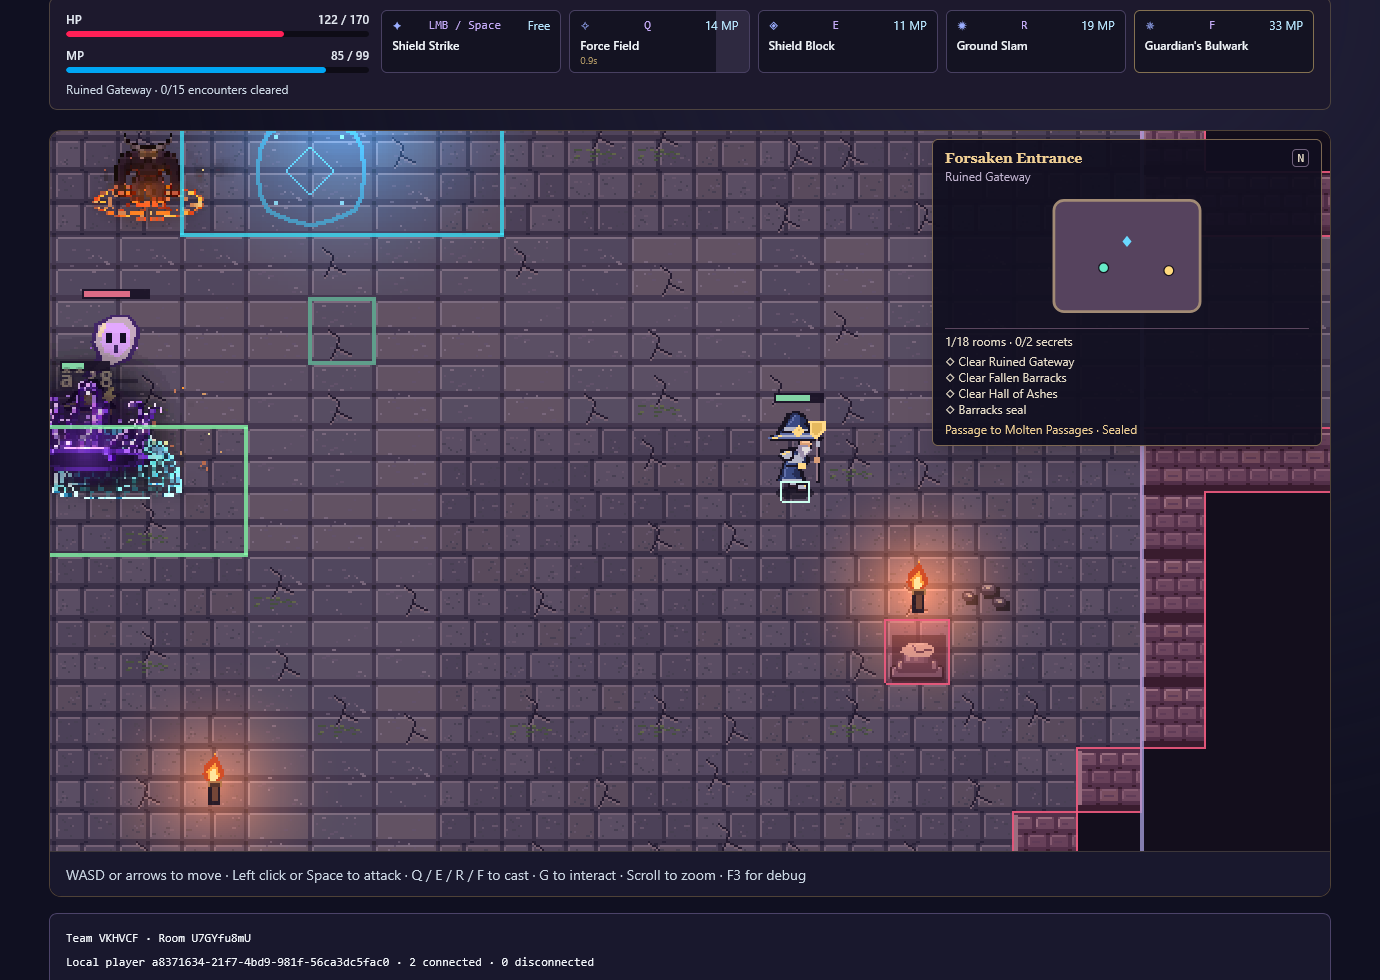 HP 122 / 170
MP 85 / 99
Ruined Gateway · 0/15 encounters cleared
LMB / Space Free
Shield Strike
Q 14 MP
Force Field
0.9s
E 11 MP
Shield Block
R 19 MP
Ground Slam
F 33 MP
Guardian's Bulwark
Forsaken Entrance N
Ruined Gateway
1/18 rooms · 0/2 secrets
◇ Clear Ruined Gateway
◇ Clear Fallen Barracks
◇ Clear Hall of Ashes
◇ Barracks seal
Passage to Molten Passages · Sealed
WASD or arrows to move · Left click or Space to attack · Q / E / R / F to cast · G to interact · Scroll to zoom · F3 for debug
Team VKHVCF · Room U7GYfu8mU
Local player a8371634-21f7-4bd9-981f-56ca3dc5fac0 · 2 connected · 0 disconnected